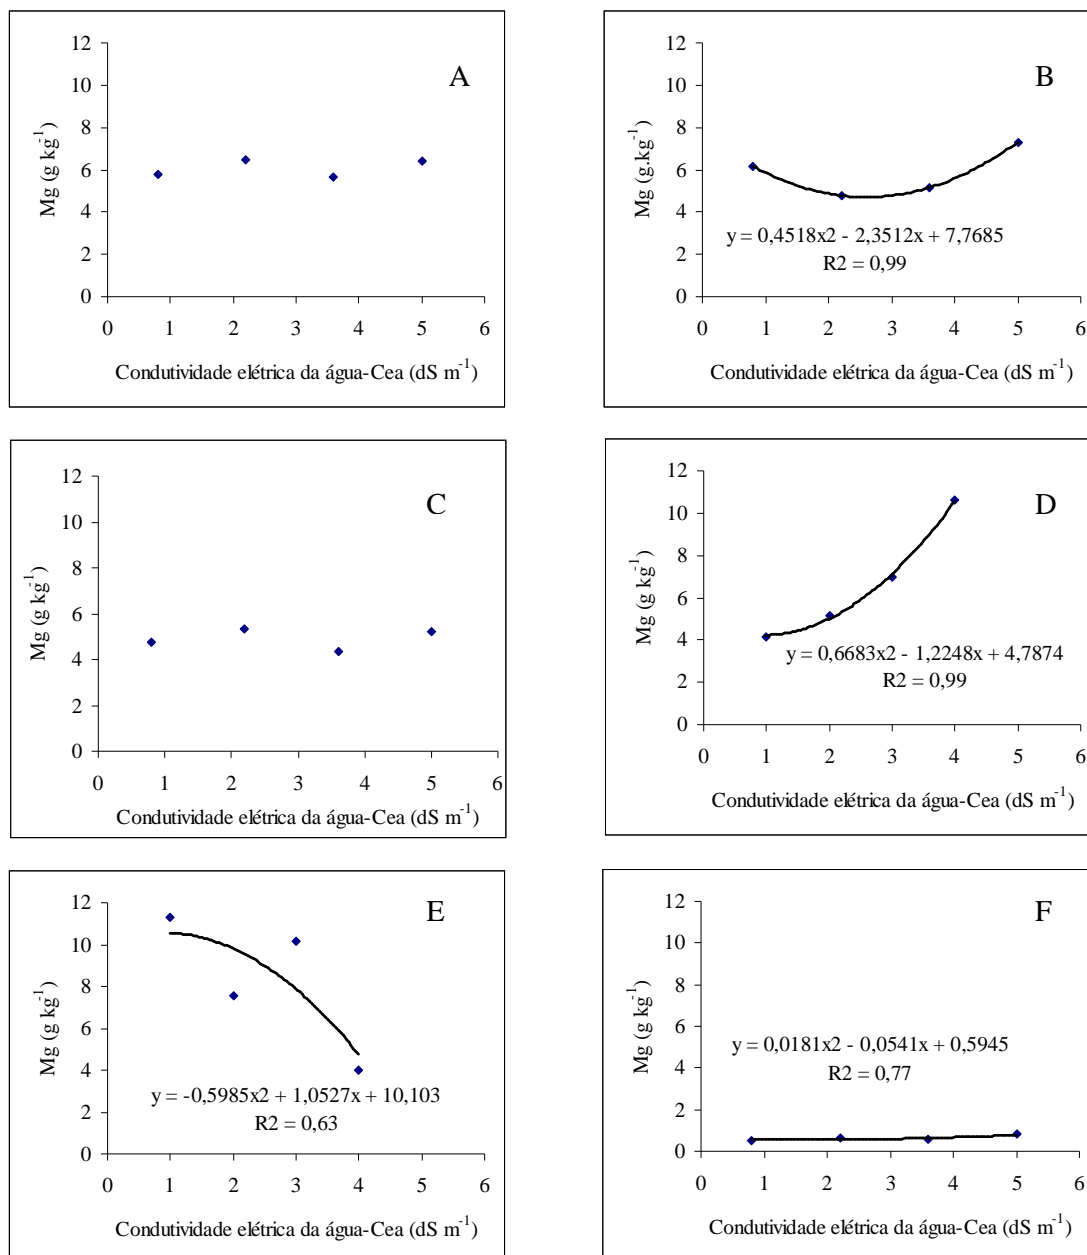 A
12
10
8
6
4
2
0
0 1 2 3 4 5 6
Mg (g kg⁻¹)
Condutividade elétrica da água-Cea (dS m⁻¹)
B
12
10
8
6
4
2
0
0 1 2 3 4 5 6
Mg (g.kg⁻¹)
y = 0,4518x2 - 2,3512x + 7,7685
R2 = 0,99
Condutividade elétrica da água-Cea (dS m⁻¹)
C
12
10
8
6
4
2
0
0 1 2 3 4 5 6
Mg (g kg⁻¹)
Condutividade elétrica da água-Cea (dS m⁻¹)
D
12
10
8
6
4
2
0
0 1 2 3 4 5 6
Mg (g kg⁻¹)
y = 0,6683x2 - 1,2248x + 4,7874
R2 = 0,99
Condutividade elétrica da água-Cea (dS m⁻¹)
E
12
10
8
6
4
2
0
0 1 2 3 4 5 6
Mg (g kg⁻¹)
y = -0,5985x2 + 1,0527x + 10,103
R2 = 0,63
Condutividade elétrica da água-Cea (dS m⁻¹)
F
12
10
8
6
4
2
0
0 1 2 3 4 5 6
Mg (g kg⁻¹)
y = 0,0181x2 - 0,0541x + 0,5945
R2 = 0,77
Condutividade elétrica da água-Cea (dS m⁻¹)